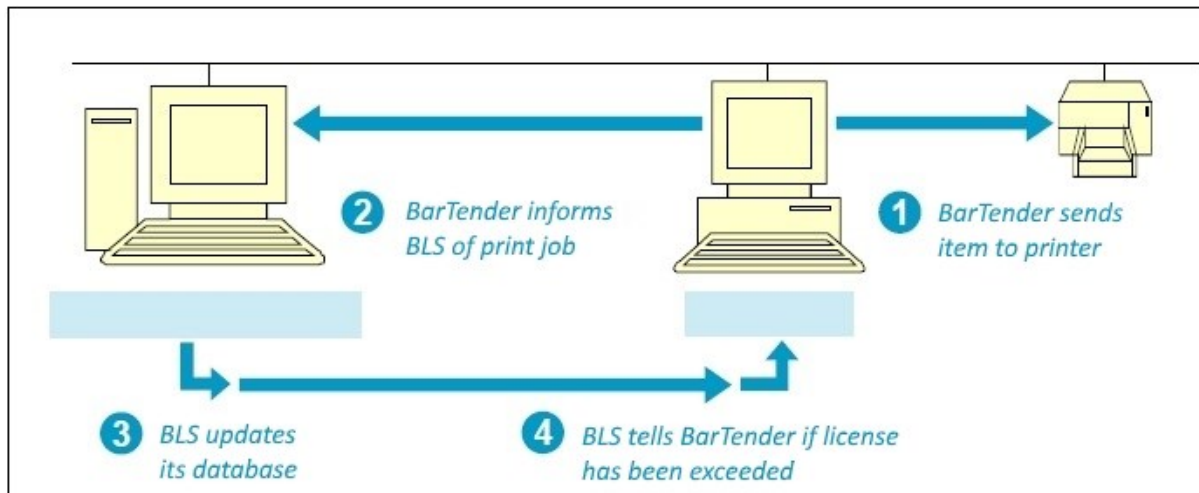 1
BarTender sends
item to printer
2
BarTender informs
BLS of print job
3
BLS updates
its database
4
BLS tells BarTender if license
has been exceeded